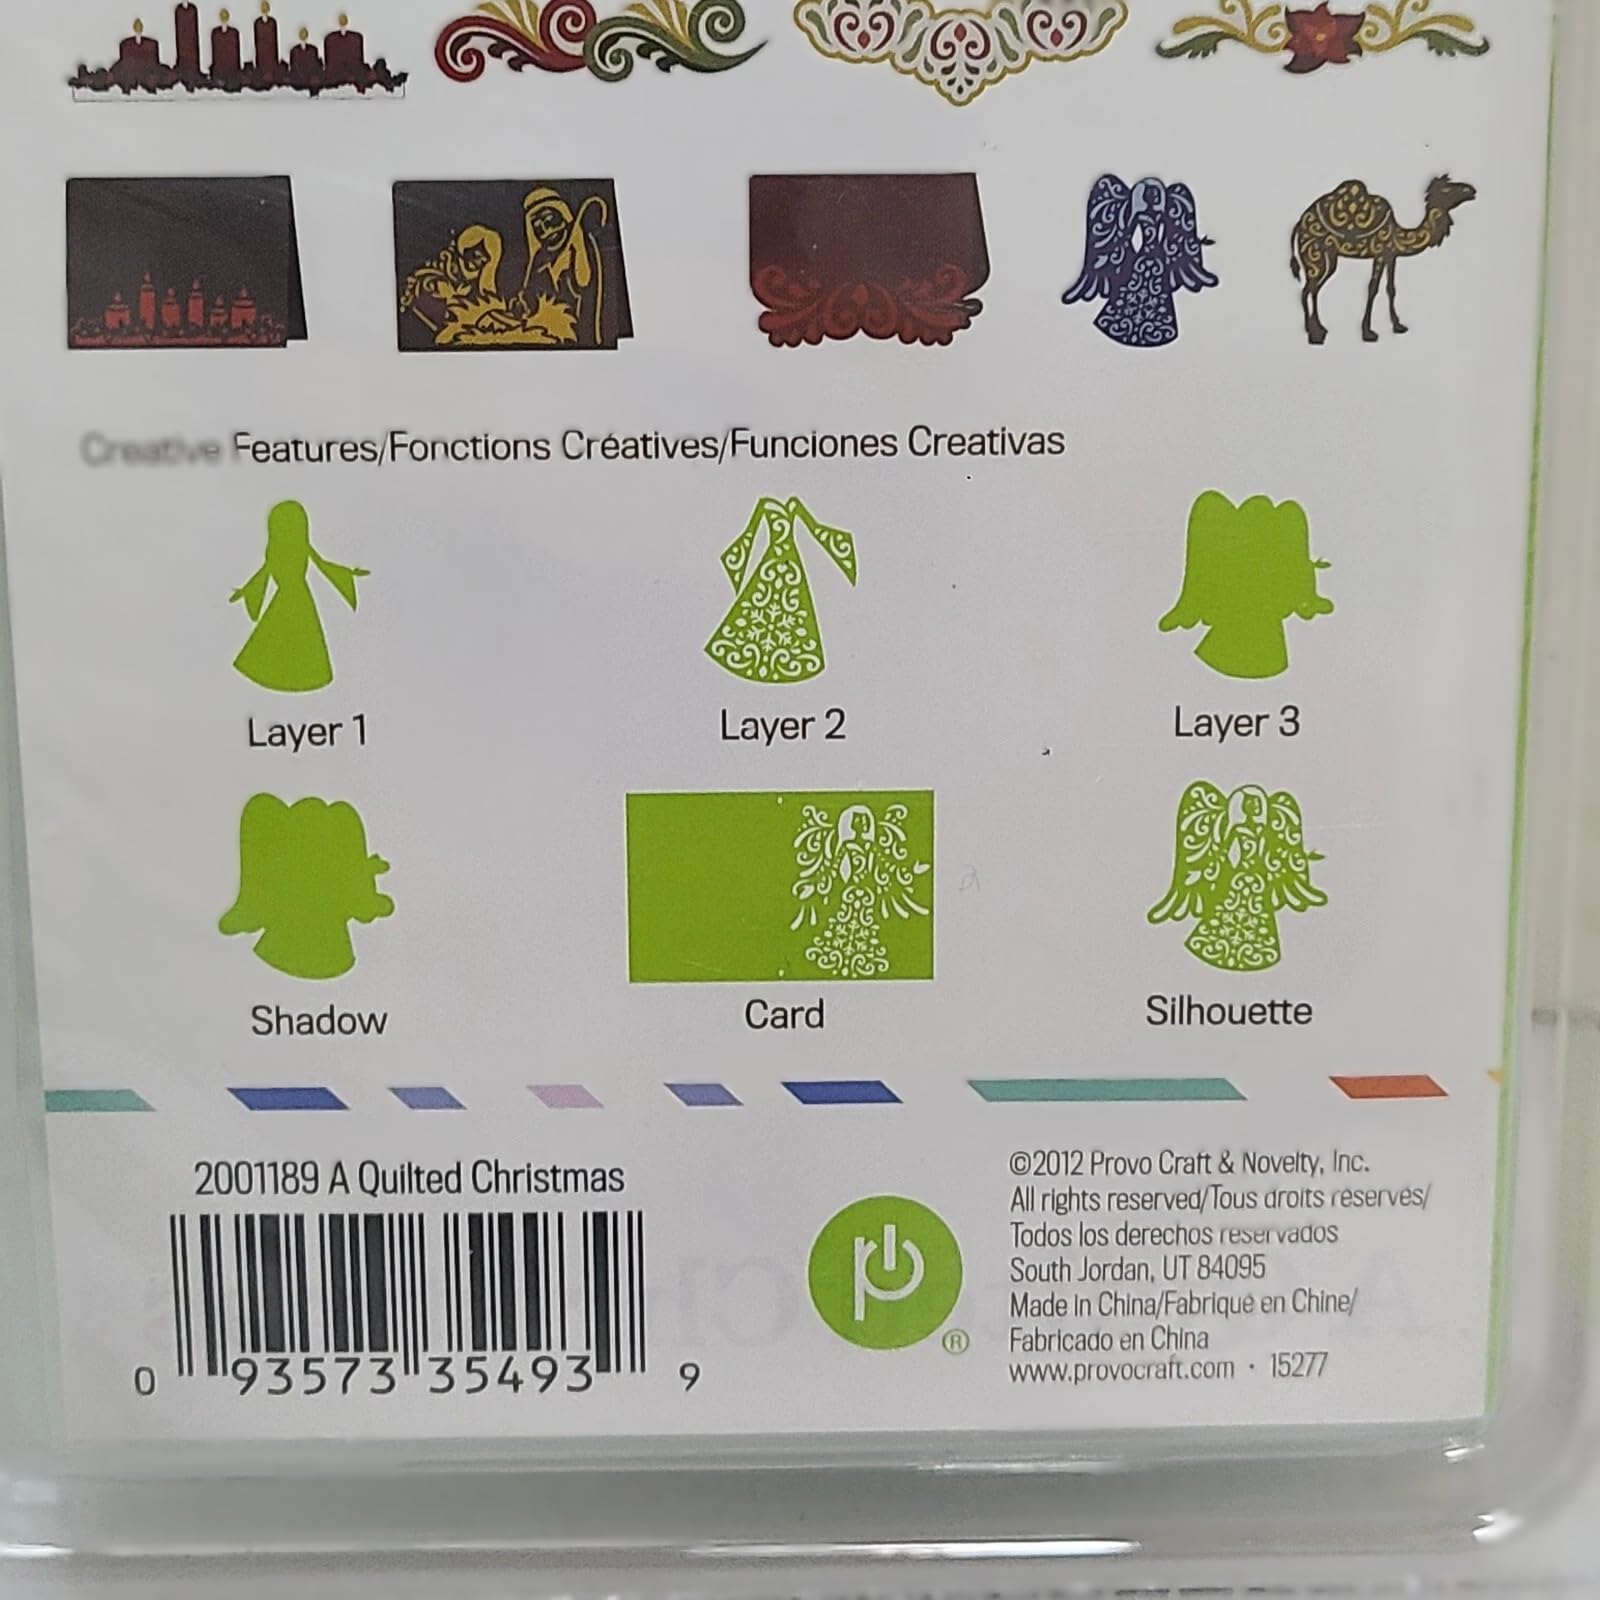 Creative Features/Fonctions Créatives/Funciones Creativas
Layer 1
Layer 2
Layer 3
Shadow
Card
Silhouette
2001189 A Quilted Christmas
0 93573 35493 9
®
©2012 Provo Craft & Novelty, Inc.
All rights reserved/Tous droits réservés/
Todos los derechos reservados
South Jordan, UT 84095
Made in China/Fabriqué en Chine/
Fabricado en China
www.provocraft.com · 15277